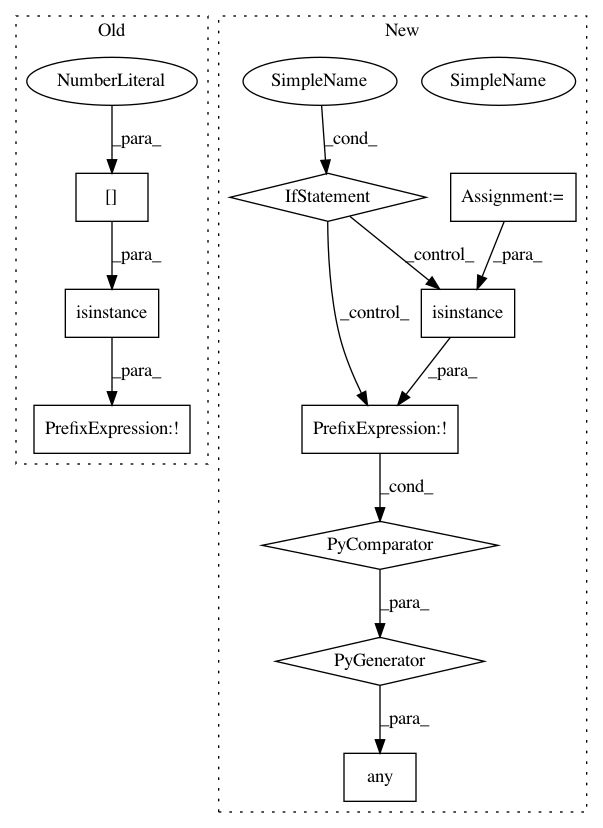 Old
New
NumberLiteral
SimpleName
SimpleName
_para_
_cond_
[]
IfStatement
Assignment:=
_para_
_control_
_para_
isinstance
_control_
isinstance
_para_
_para_
PrefixExpression:!
PrefixExpression:!
_cond_
PyComparator
_para_
PyGenerator
_para_
any